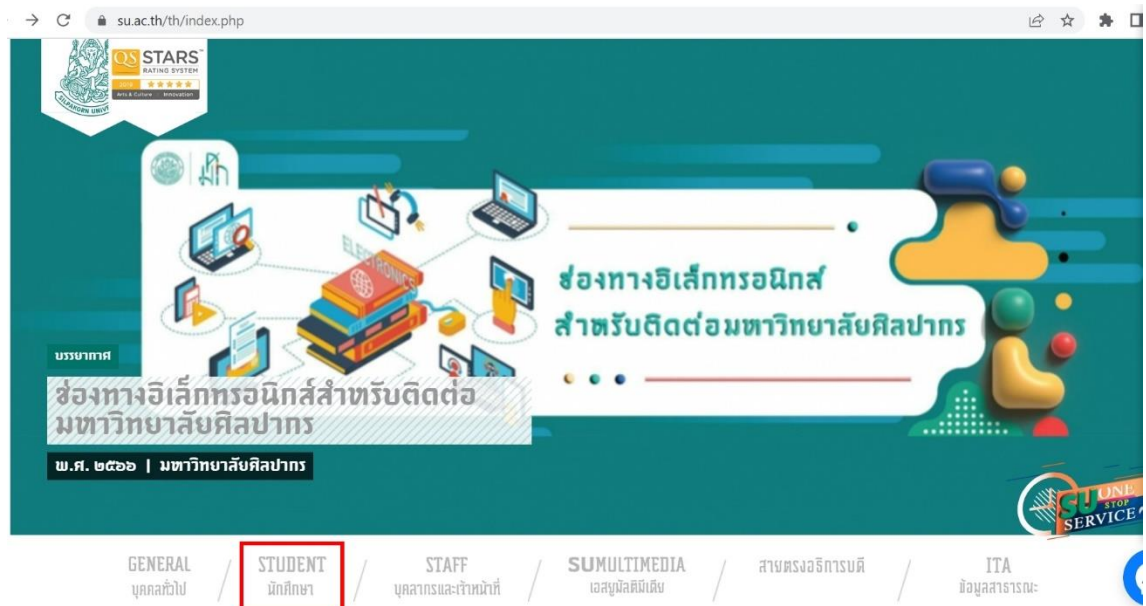 su.ac.th/th/index.php
QS STARS™
RATING SYSTEM
Arts & Culture | Innovation
SILPAKORN UNIV
ELECTRONICS
ช่องทางอิเล็กทรอนิกส์
สำหรับติดต่อมหาวิทยาลัยศิลปากร
บรรยากาศ
ช่องทางอิเล็กทรอนิกส์สำหรับติดต่อ
มหาวิทยาลัยศิลปากร
พ.ศ. ๒๕๖๖ | มหาวิทยาลัยศิลปากร
SU ONE
STOP
SERVICE
GENERAL
บุคคลทั่วไป
STUDENT
นักศึกษา
STAFF
บุคลากรและเจ้าหน้าที่
SUMULTIMEDIA
เอสยูมัลติมีเดีย
สายตรงอธิการบดี
ITA
ข้อมูลสาธารณะ